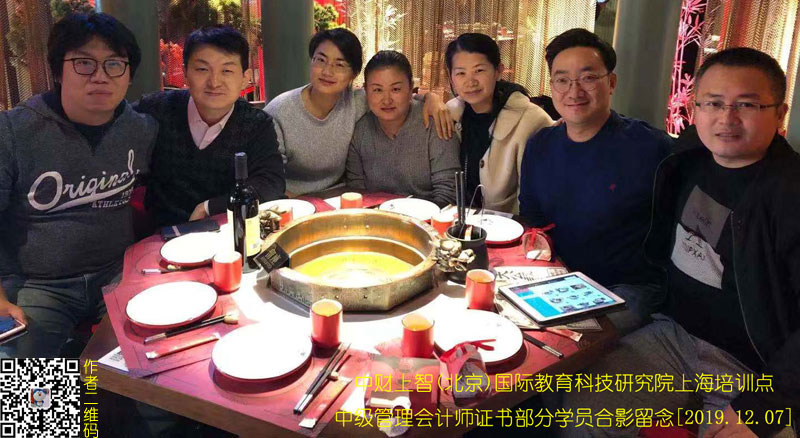 Original
ATHLETIC
作者二维码
中财上智(北京)国际教育科技研究院上海培训点
中级管理会计师证书部分学员合影留念[2019.12.07]